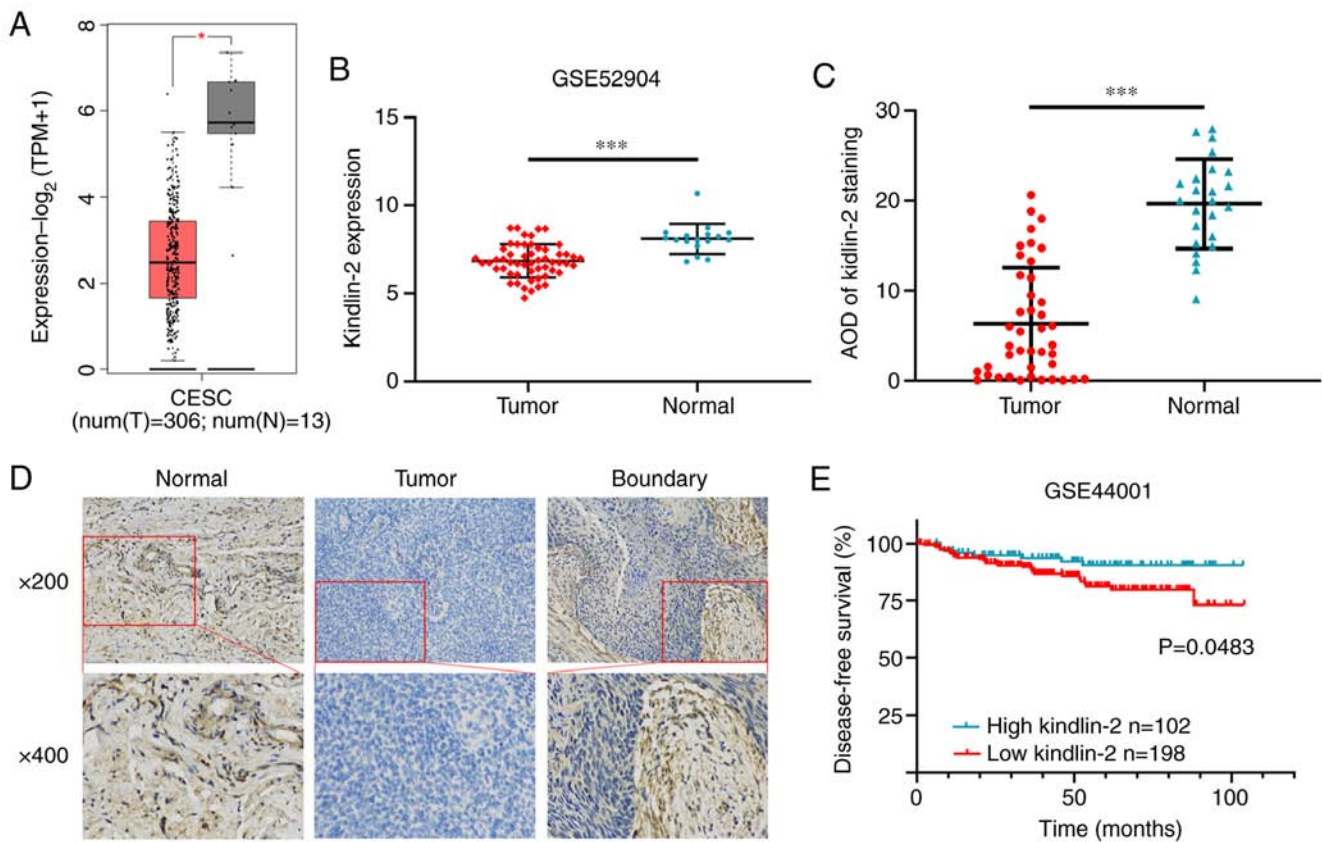 A
Expression−log2 (TPM+1)
8
6
4
2
0
*
CESC
(num(T)=306; num(N)=13)
B
GSE52904
Kindlin-2 expression
15
10
5
0
***
Tumor
Normal
C
AOD of kidlin-2 staining
30
20
10
0
***
Tumor
Normal
D
Normal
Tumor
Boundary
×200
×400
E
GSE44001
Disease-free survival (%)
100
75
50
25
P=0.0483
High kindlin-2 n=102
Low kindlin-2 n=198
0
50
100
Time (months)